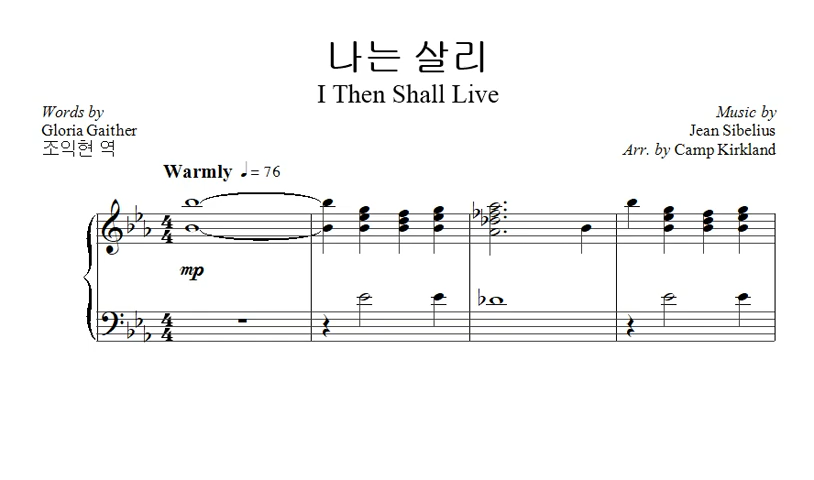 나는 살리
I Then Shall Live
Words by
Gloria Gaither
조익현 역
Music by
Jean Sibelius
Arr. by Camp Kirkland
Warmly ♩= 76
mp